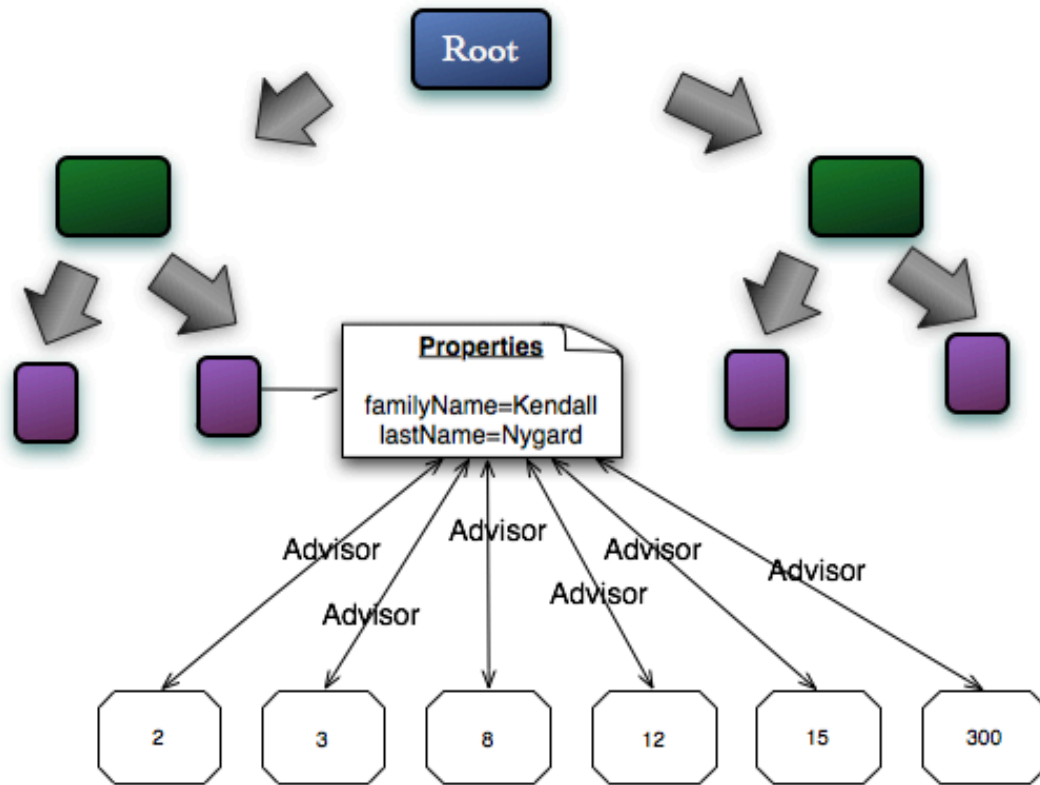 Root
Properties
familyName=Kendall
lastName=Nygard
Advisor
Advisor
Advisor
Advisor
Advisor
Advisor
2
3
8
12
15
300